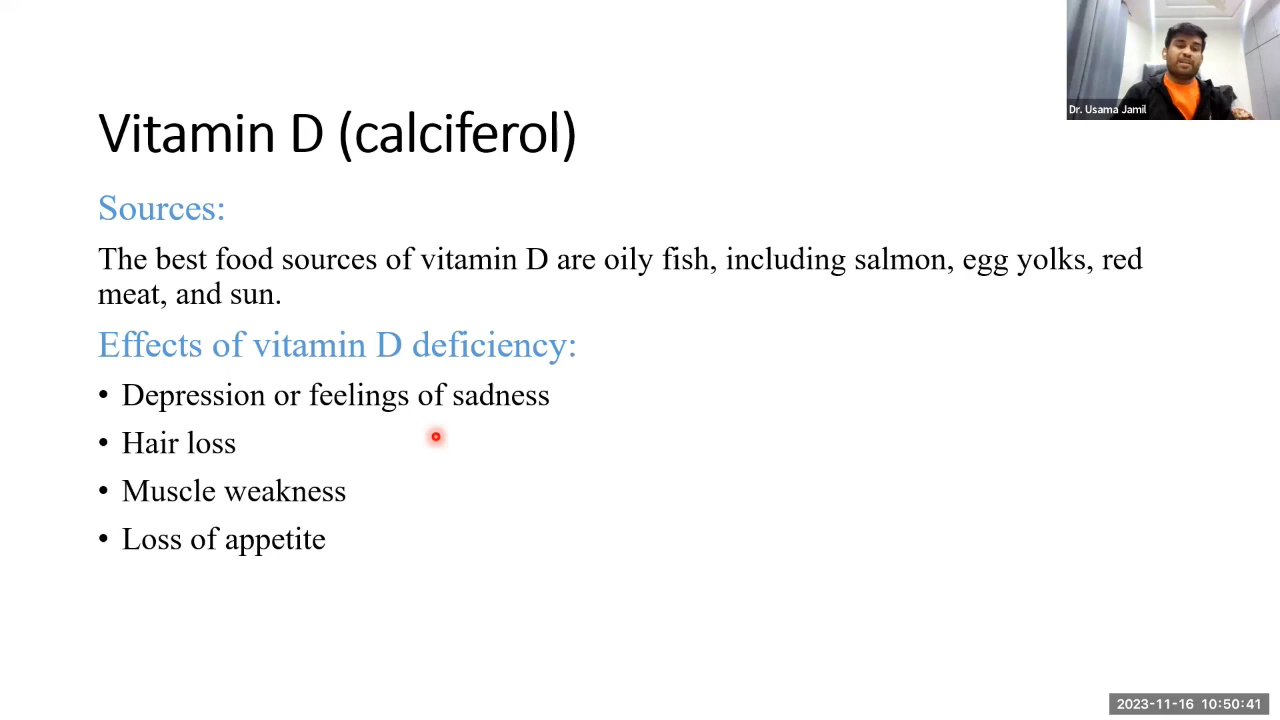 Dr. Usama Jamil
Vitamin D (calciferol)
Sources:
The best food sources of vitamin D are oily fish, including salmon, egg yolks, red
meat, and sun.
Effects of vitamin D deficiency:
• Depression or feelings of sadness
• Hair loss
• Muscle weakness
• Loss of appetite
2023-11-16 10:50:41